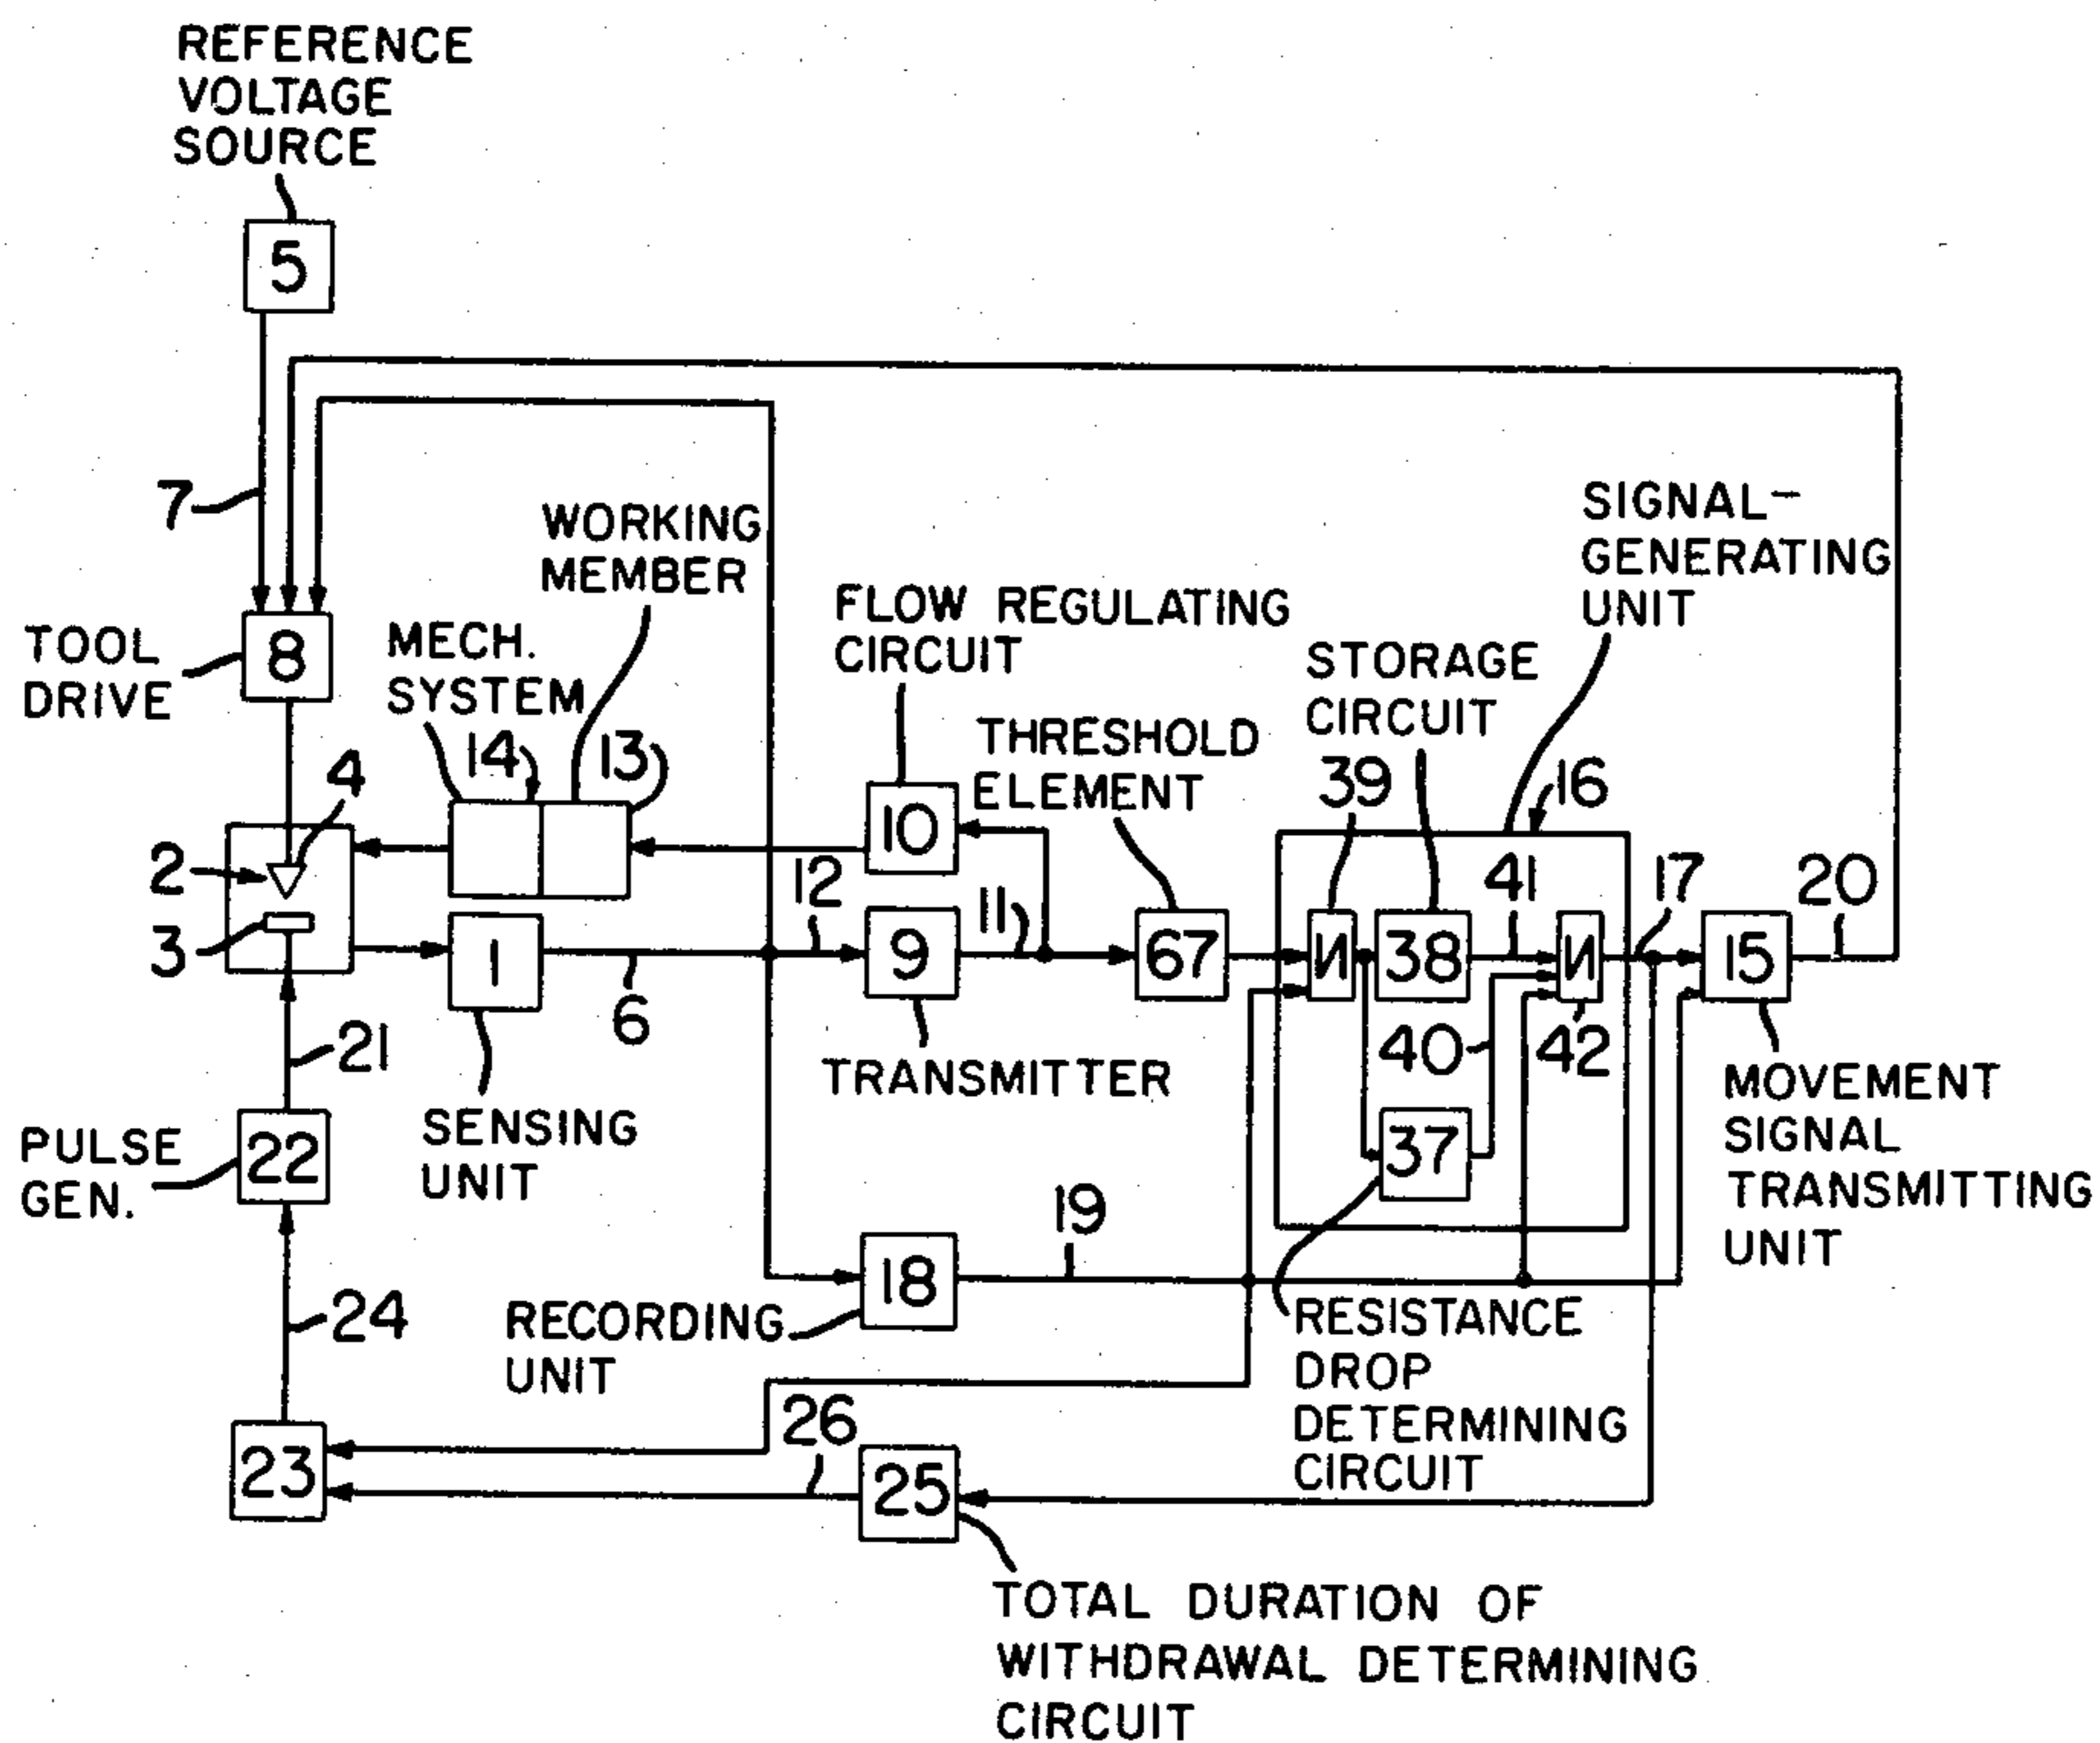 REFERENCE
VOLTAGE
SOURCE
5
7
TOOL
DRIVE
8
MECH.
SYSTEM
WORKING
MEMBER
14
13
4
2
3
1
6
12
SENSING
UNIT
FLOW REGULATING
CIRCUIT
10
9
11
TRANSMITTER
THRESHOLD
ELEMENT
67
STORAGE
CIRCUIT
39
И
38
41
И
40
42
37
SIGNAL-
GENERATING
UNIT
16
17
15
20
MOVEMENT
SIGNAL
TRANSMITTING
UNIT
21
PULSE
GEN.
22
24
23
RECORDING
UNIT
18
19
RESISTANCE
DROP
DETERMINING
CIRCUIT
26
25
TOTAL DURATION OF
WITHDRAWAL DETERMINING
CIRCUIT